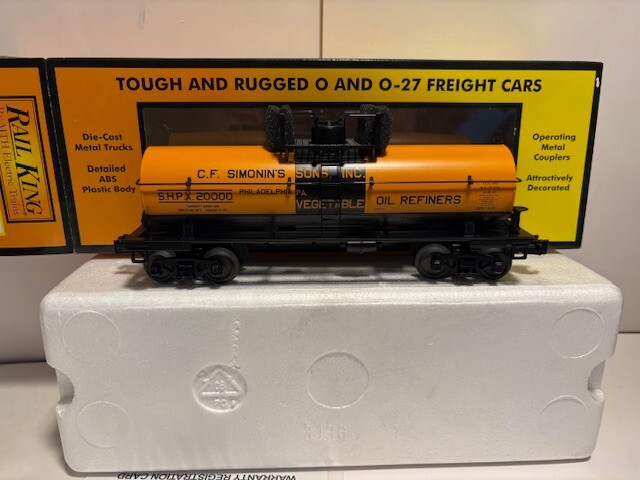 TOUGH AND RUGGED O AND O-27 FREIGHT CARS
RAIL KING
Die-Cast
Metal Trucks
Detailed
ABS
Plastic Body
Operating
Metal
Couplers
Attractively
Decorated
C.F. SIMONIN'S SONS, INC.
S.H.P.X 20000
PHILADELPHIA PA.
VEGETABLE OIL REFINERS
WARRANTY REGISTRATION CARD